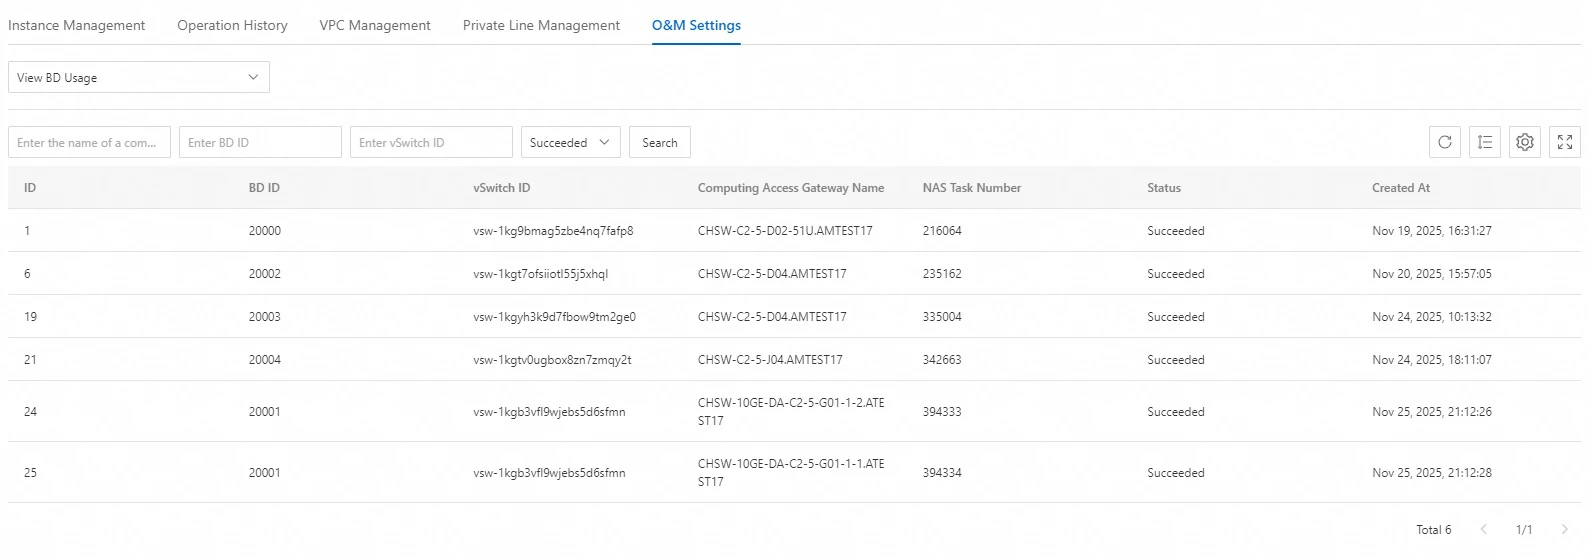 Instance Management Operation History VPC Management Private Line Management O&M Settings
View BD Usage
Enter the name of a com... Enter BD ID Enter vSwitch ID Succeeded Search
ID BD ID vSwitch ID Computing Access Gateway Name NAS Task Number Status Created At
1 20000 vsw-1kg9bmag5zbe4nq7fafp8 CHSW-C2-5-D02-51U.AMTEST17 216064 Succeeded Nov 19, 2025, 16:31:27
6 20002 vsw-1kgt7ofsiiotl55j5xhql CHSW-C2-5-D04.AMTEST17 235162 Succeeded Nov 20, 2025, 15:57:05
19 20003 vsw-1kgyh3k9d7fbow9tm2ge0 CHSW-C2-5-D04.AMTEST17 335004 Succeeded Nov 24, 2025, 10:13:32
21 20004 vsw-1kgtv0ugbox8zn7zmqy2t CHSW-C2-5-J04.AMTEST17 342663 Succeeded Nov 24, 2025, 18:11:07
24 20001 vsw-1kgb3vfl9wjebs5d6sfmn CHSW-10GE-DA-C2-5-G01-1-2.ATE
ST17 394333 Succeeded Nov 25, 2025, 21:12:26
25 20001 vsw-1kgb3vfl9wjebs5d6sfmn CHSW-10GE-DA-C2-5-G01-1-1.ATE
ST17 394334 Succeeded Nov 25, 2025, 21:12:28
Total 6 1/1